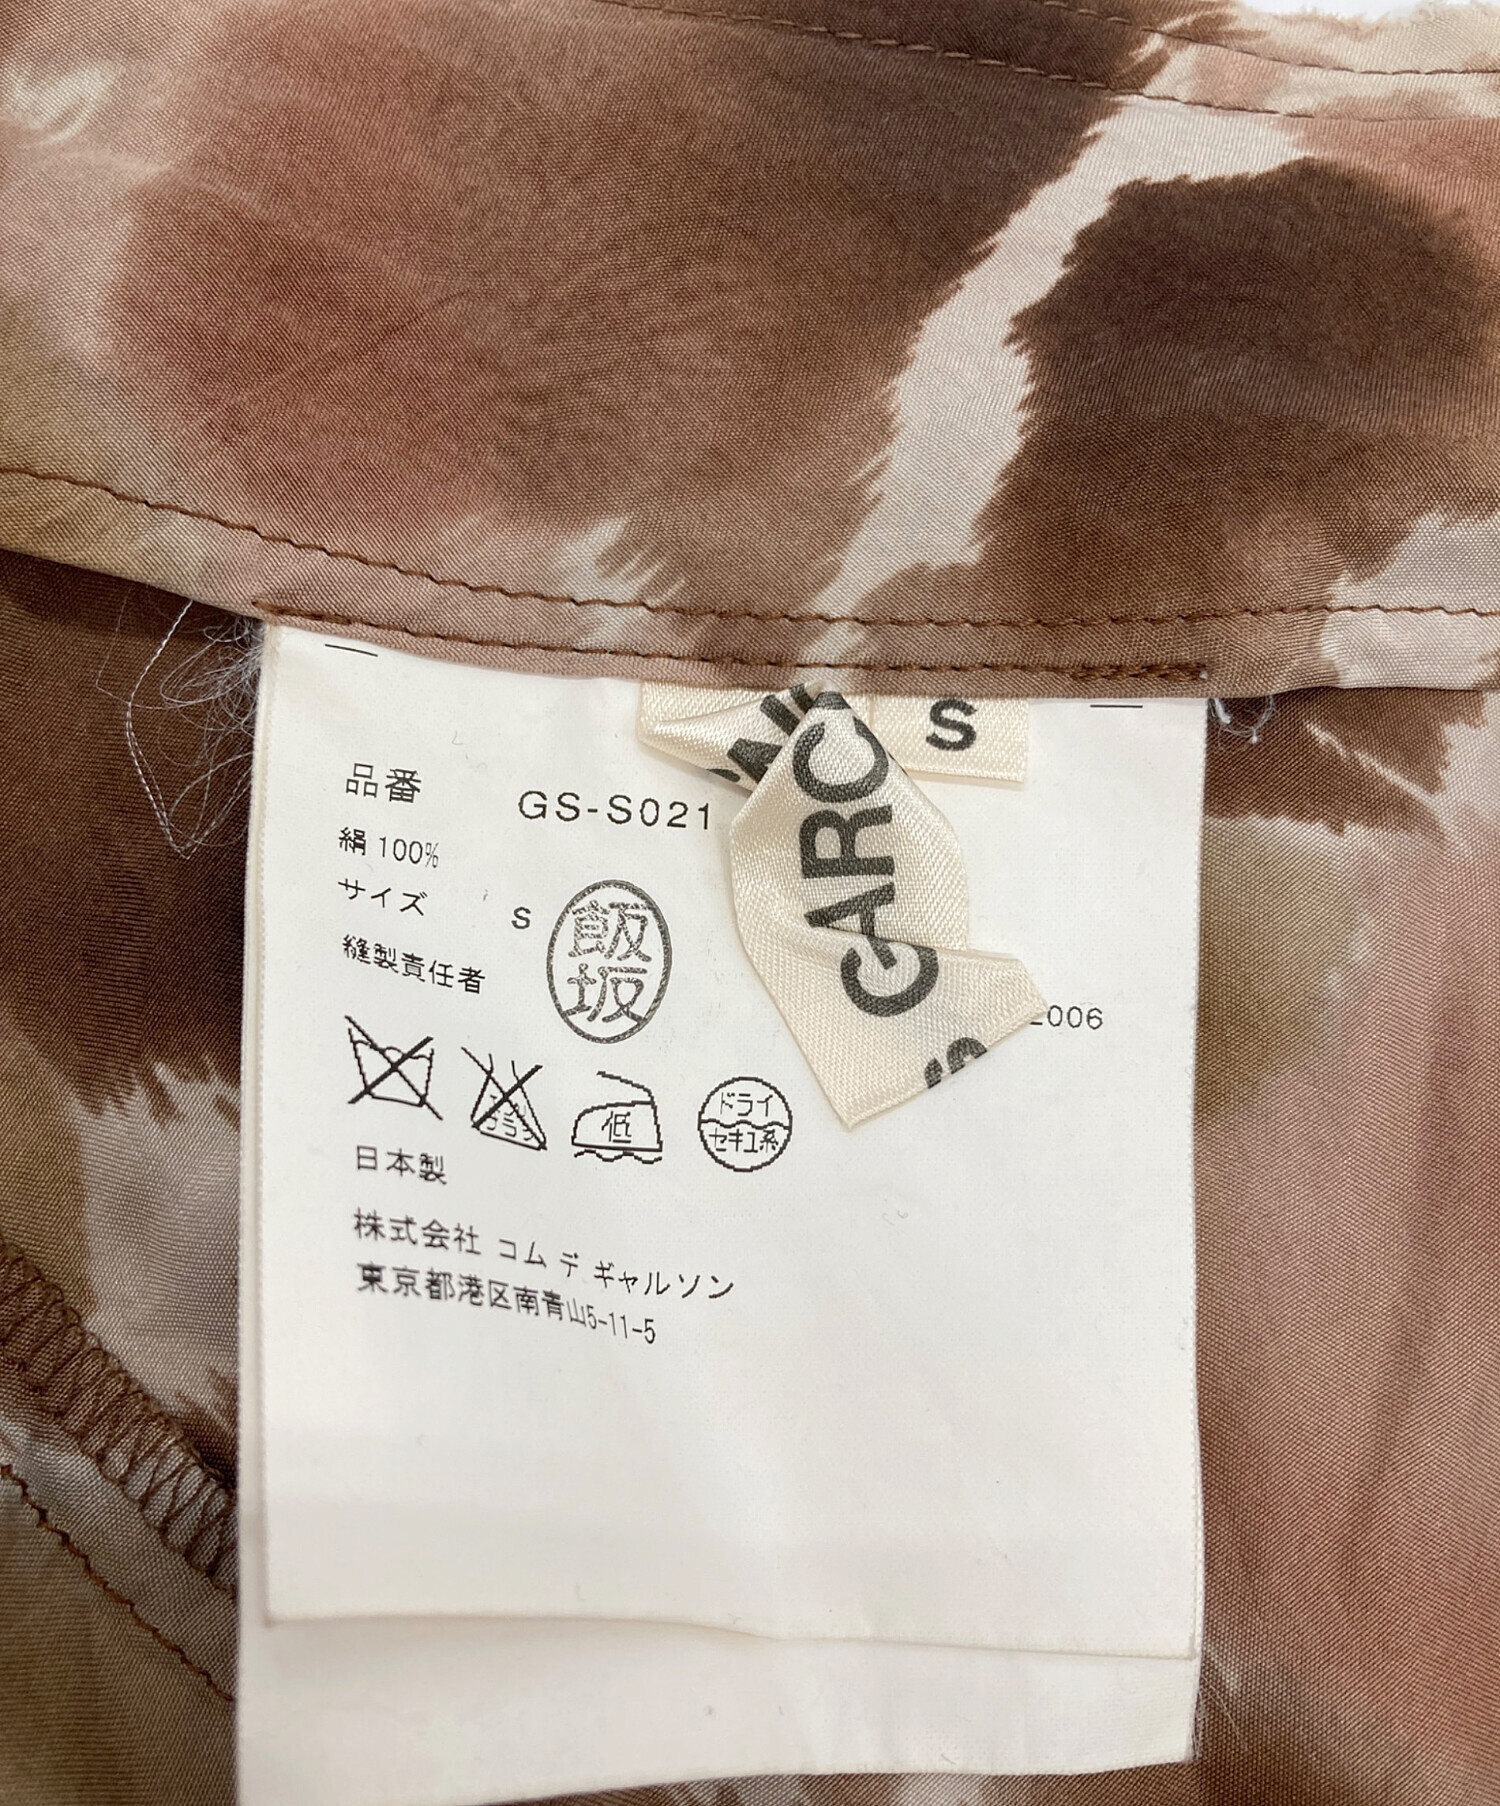 S
GARC
品番 GS-S021
絹 100%
サイズ S
縫製責任者 飯坂
006
低
ドライ
セキユ系
日本製
株式会社 コム デ ギャルソン
東京都港区南青山5-11-5